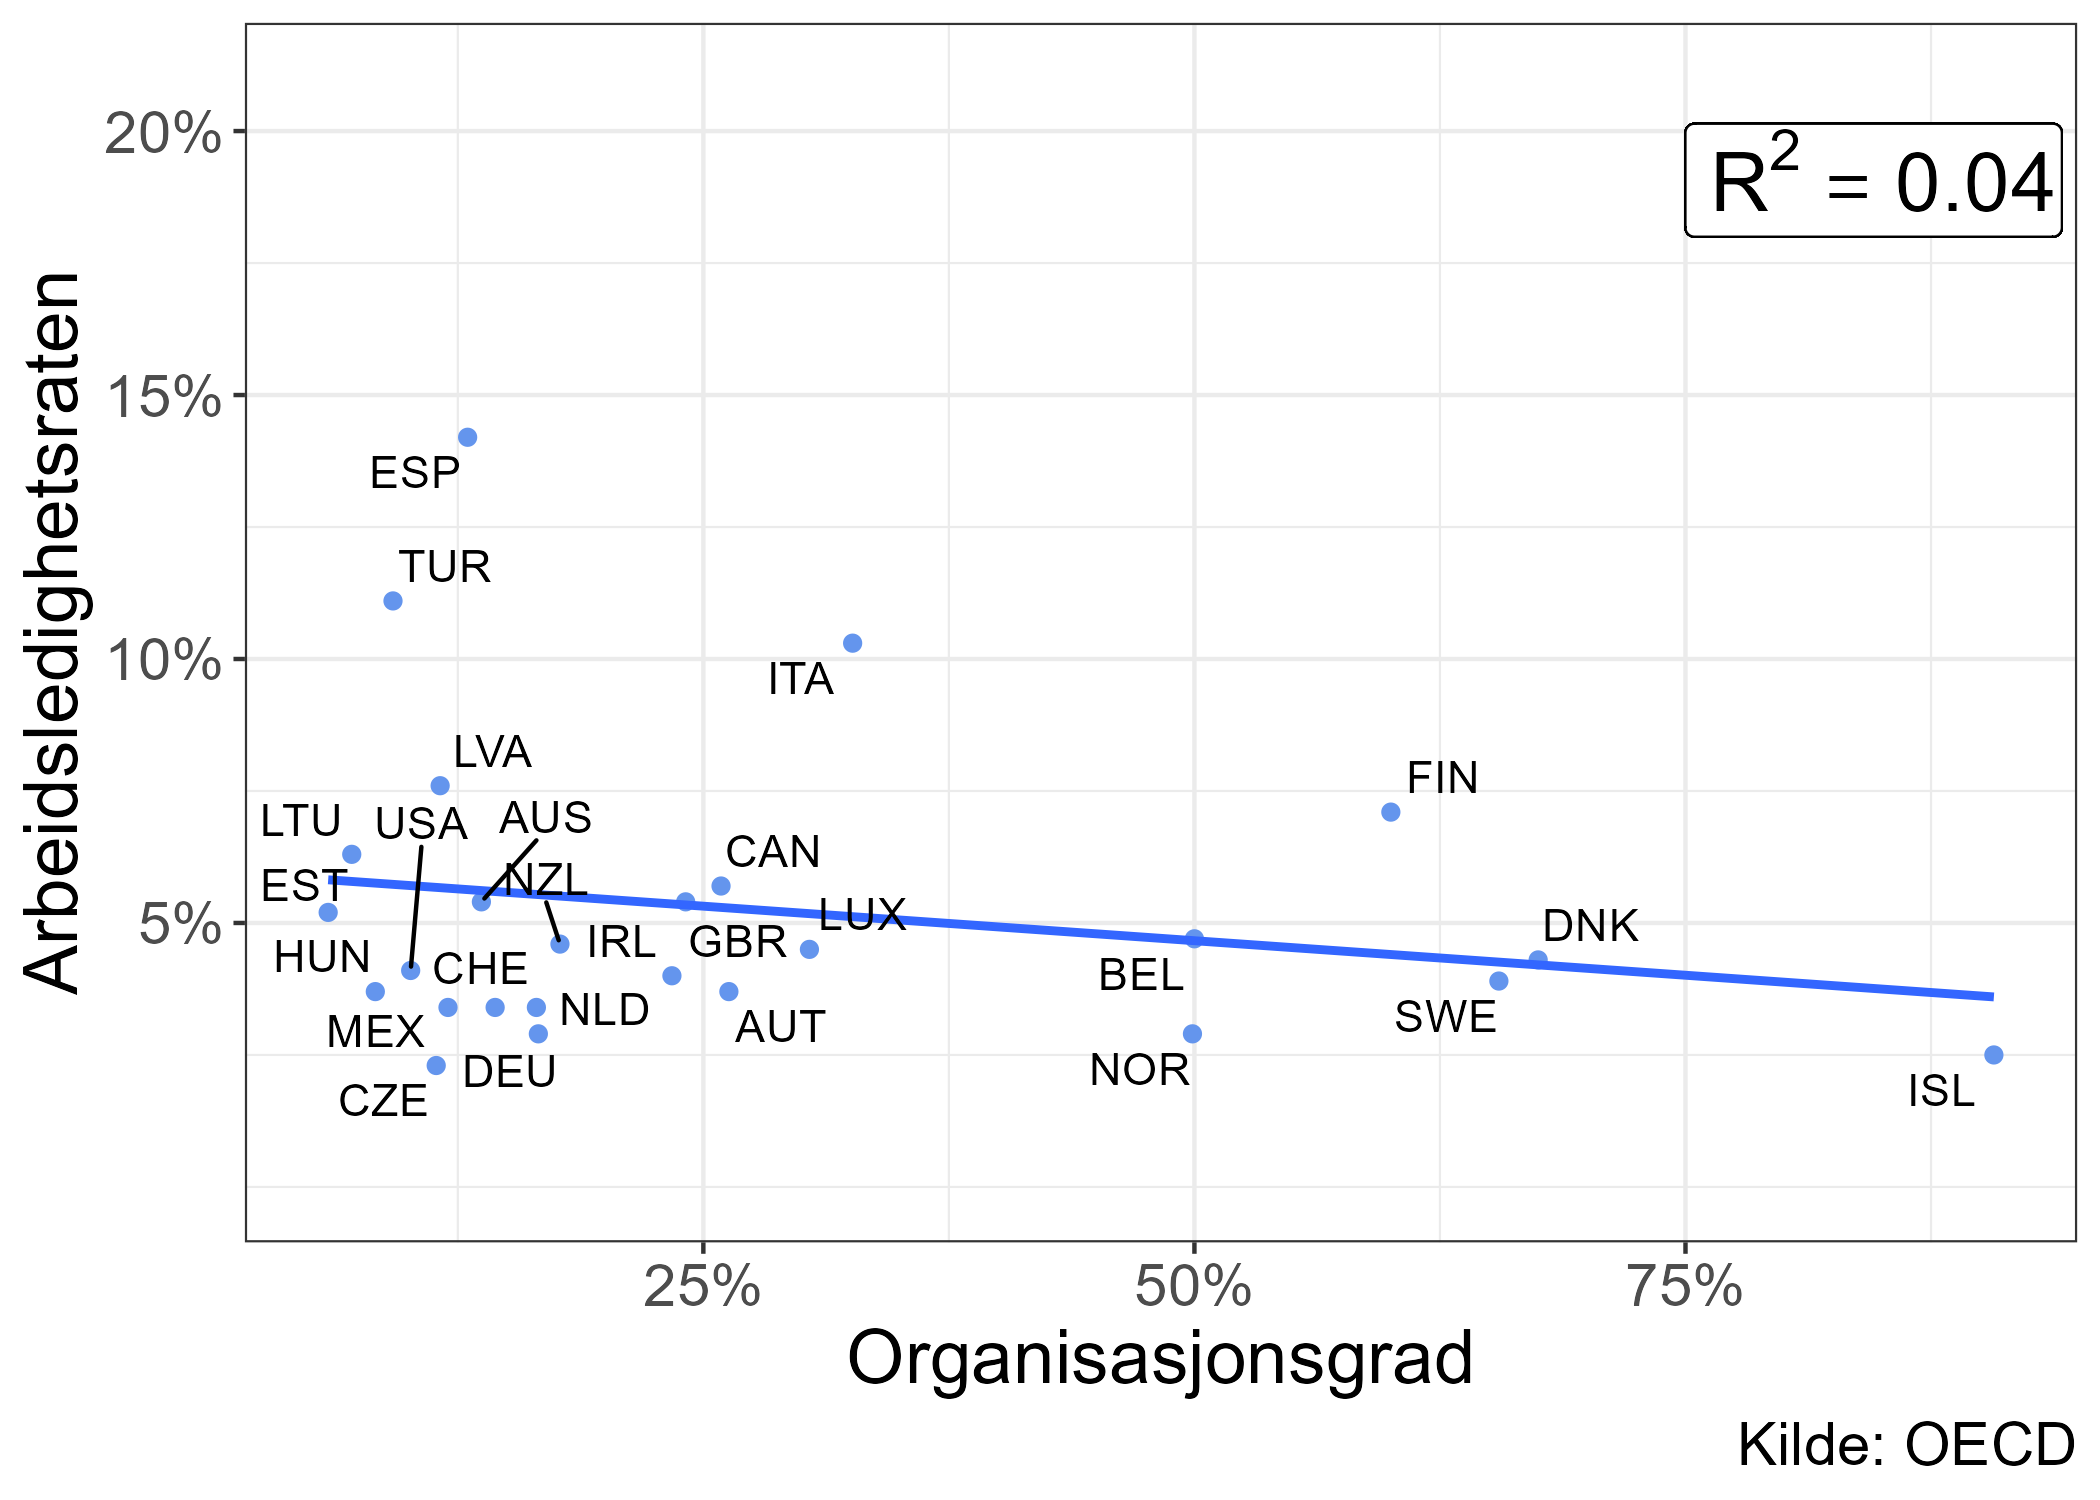 20%
R² = 0.04
15%
ESP
TUR
10%
ITA
LVA
FIN
LTU
USA
AUS
CAN
NZL
EST
LUX
DNK
5%
HUN
CHE
IRL
GBR
BEL
MEX
NLD
AUT
SWE
CZE
DEU
NOR
ISL
Arbeidsledighetsraten
25%
50%
75%
Organisasjonsgrad
Kilde: OECD